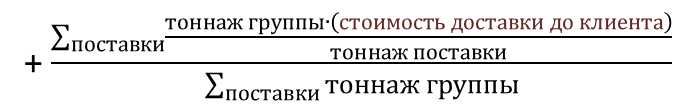 тоннаж группы·(стоимость доставки до клиента)
+ ∑поставки
тоннаж поставки
∑поставки тоннаж группы